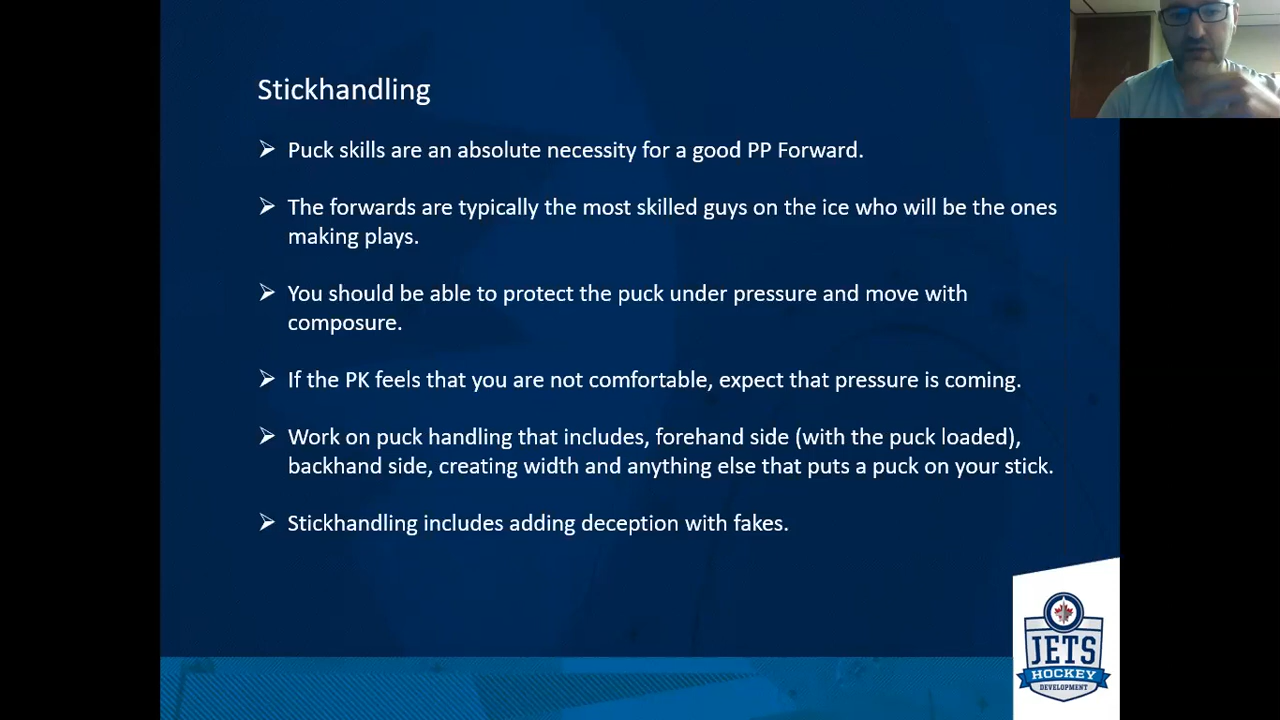 Stickhandling
➢ Puck skills are an absolute necessity for a good PP Forward.
➢ The forwards are typically the most skilled guys on the ice who will be the ones
making plays.
➢ You should be able to protect the puck under pressure and move with
composure.
➢ If the PK feels that you are not comfortable, expect that pressure is coming.
➢ Work on puck handling that includes, forehand side (with the puck loaded),
backhand side, creating width and anything else that puts a puck on your stick.
➢ Stickhandling includes adding deception with fakes.
JETS
HOCKEY
DEVELOPMENT